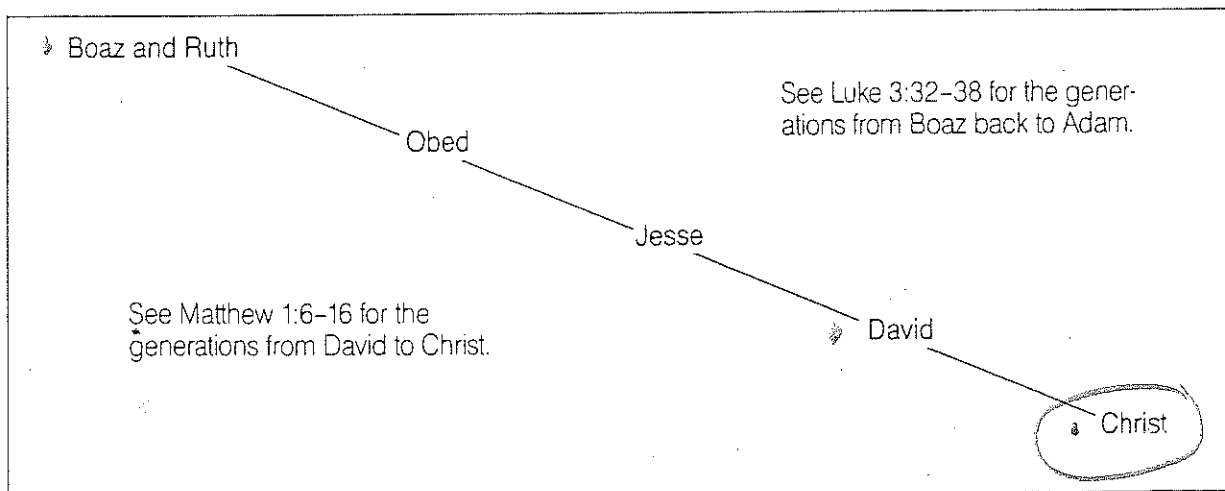 Boaz and Ruth
See Luke 3:32–38 for the gener-
ations from Boaz back to Adam.
Obed
Jesse
See Matthew 1:6–16 for the
generations from David to Christ.
David
Christ